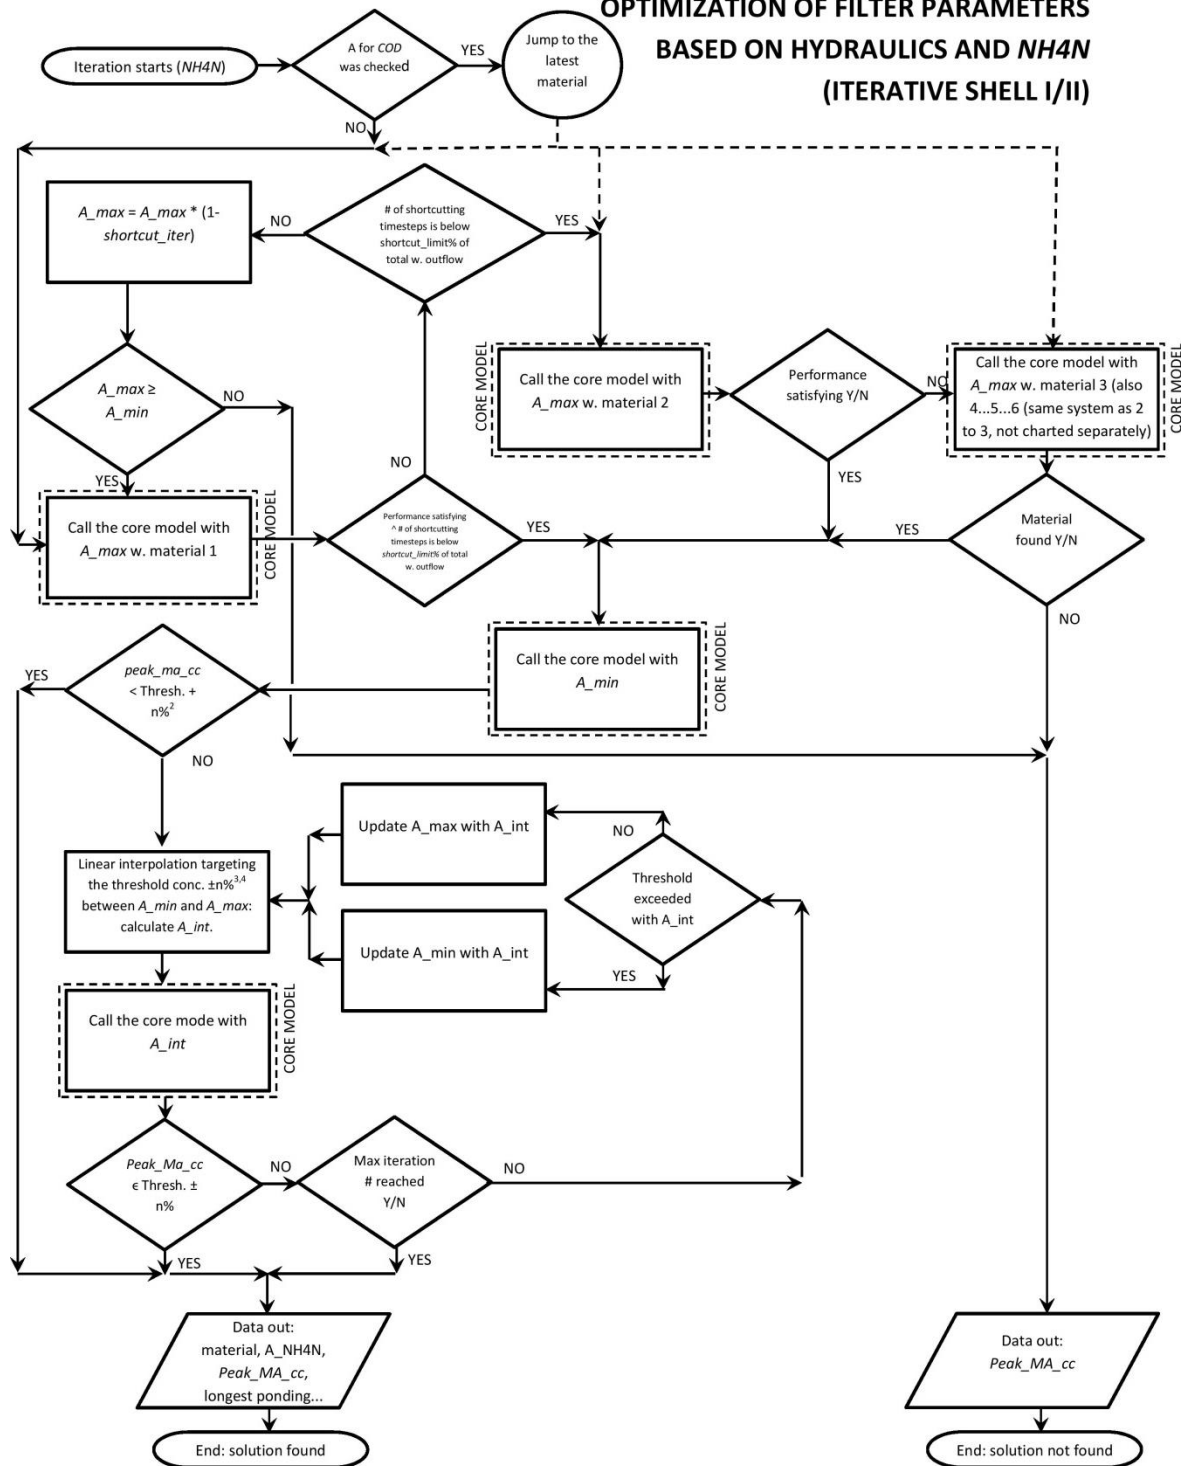 OPTIMIZATION OF FILTER PARAMETERS
BASED ON HYDRAULICS AND NH4N
(ITERATIVE SHELL I/II)
Iteration starts (NH4N)
A for COD
was checked
YES
Jump to the
latest
material
NO
A_max = A_max * (1-
shortcut_iter)
NO
# of shortcutting
timesteps is below
shortcut_limit% of
total w. outflow
YES
A_max ≥
A_min
NO
YES
Call the core model with
A_max w. material 2
CORE MODEL
Performance
satisfying Y/N
NO
YES
Call the core model with
A_max w. material 3 (also
4...5...6 (same system as 2
to 3, not charted separately)
CORE MODEL
Call the core model with
A_max w. material 1
CORE MODEL
NO
Performance satisfying
^ # of shortcutting
timesteps is below
shortcut_limit% of total
w. outflow
YES
YES
Material
found Y/N
NO
Call the core model with
A_min
CORE MODEL
YES
peak_ma_cc
< Thresh. +
n%2
NO
Update A_max with A_int
NO
Linear interpolation targeting
the threshold conc. ±n%3,4
between A_min and A_max:
calculate A_int.
Threshold
exceeded
with A_int
Update A_min with A_int
YES
Call the core mode with
A_int
CORE MODEL
Peak_Ma_cc
ϵ Thresh. ±
n%
NO
Max iteration
# reached
Y/N
NO
YES
YES
Data out:
material, A_NH4N,
Peak_MA_cc,
longest ponding...
Data out:
Peak_MA_cc
End: solution found
End: solution not found